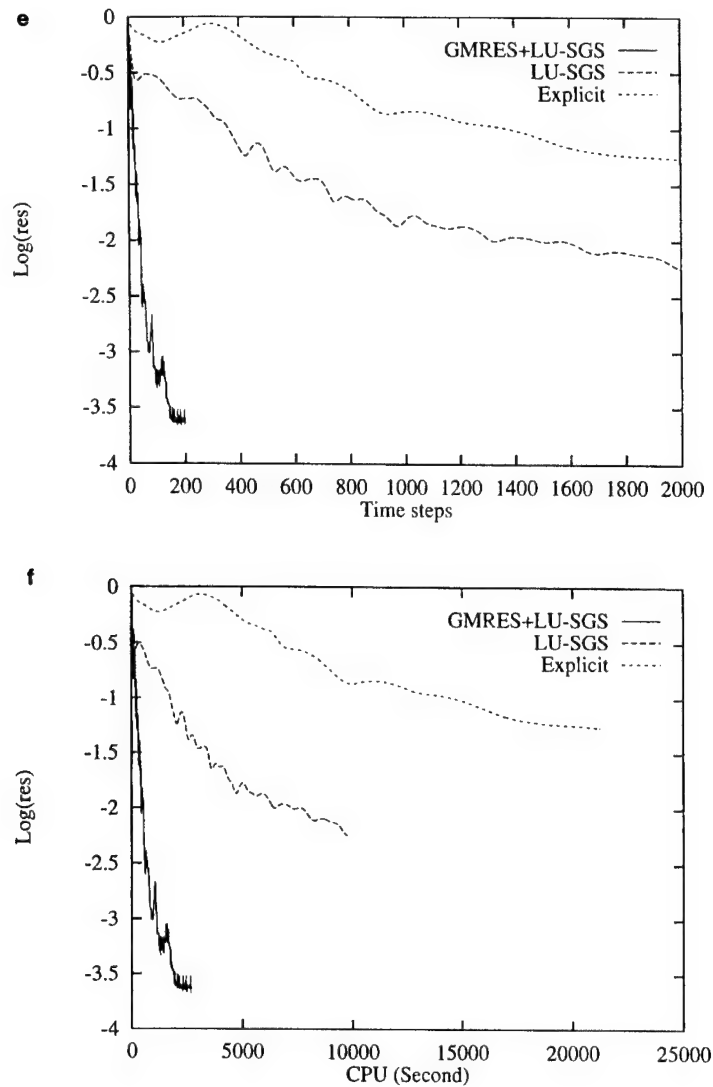 e
0
-0.5
-1
-1.5
-2
-2.5
-3
-3.5
-4
Log(res)
GMRES+LU-SGS
LU-SGS
Explicit
0 200 400 600 800 1000 1200 1400 1600 1800 2000
Time steps
f
0
-0.5
-1
-1.5
-2
-2.5
-3
-3.5
-4
Log(res)
GMRES+LU-SGS
LU-SGS
Explicit
0 5000 10000 15000 20000 25000
CPU (Second)